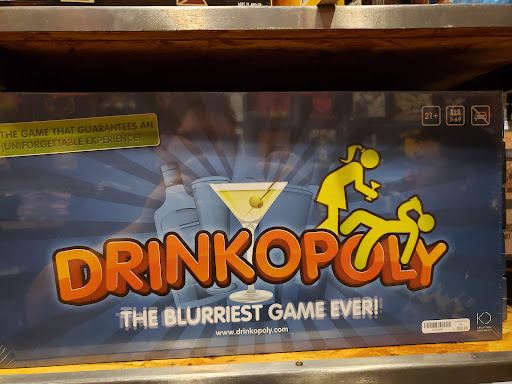 THE GAME THAT GUARANTEES AN
(UN)FORGETTABLE EXPERIENCE!
21+
DRINKOPOLY
THE BLURRIEST GAME EVER!
www.drinkopoly.com